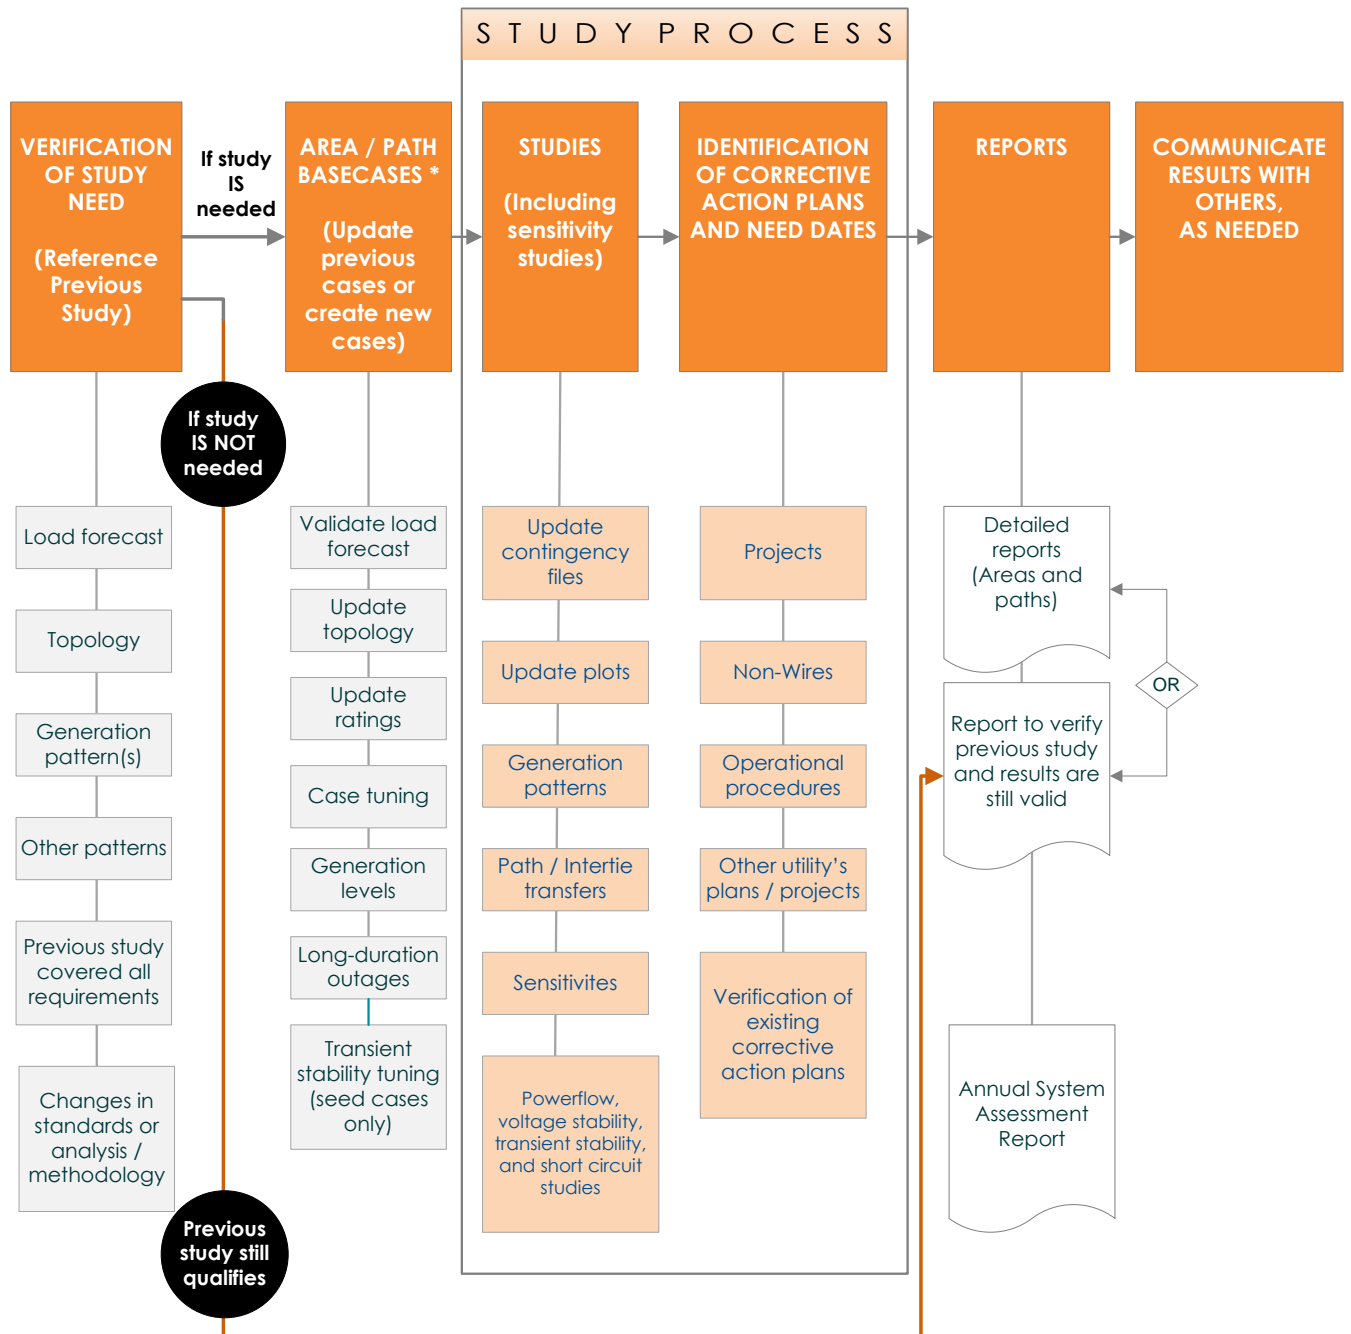 STUDY PROCESS
VERIFICATION
OF STUDY
NEED
(Reference
Previous
Study)
If study
IS
needed
AREA / PATH
BASECASES *
(Update
previous
cases or
create new
cases)
STUDIES
(Including
sensitivity
studies)
IDENTIFICATION
OF CORRECTIVE
ACTION PLANS
AND NEED DATES
REPORTS
COMMUNICATE
RESULTS WITH
OTHERS,
AS NEEDED
If study
IS NOT
needed
Load forecast
Topology
Generation
pattern(s)
Other patterns
Previous study
covered all
requirements
Changes in
standards or
analysis /
methodology
Previous
study still
qualifies
Validate load
forecast
Update
topology
Update
ratings
Case tuning
Generation
levels
Long-duration
outages
Transient
stability tuning
(seed cases
only)
Update
contingency
files
Update plots
Generation
patterns
Path / Intertie
transfers
Sensitivites
Powerflow,
voltage stability,
transient stability,
and short circuit
studies
Projects
Non-Wires
Operational
procedures
Other utility's
plans / projects
Verification of
existing
corrective
action plans
Detailed
reports
(Areas and
paths)
OR
Report to verify
previous study
and results are
still valid
Annual System
Assessment
Report